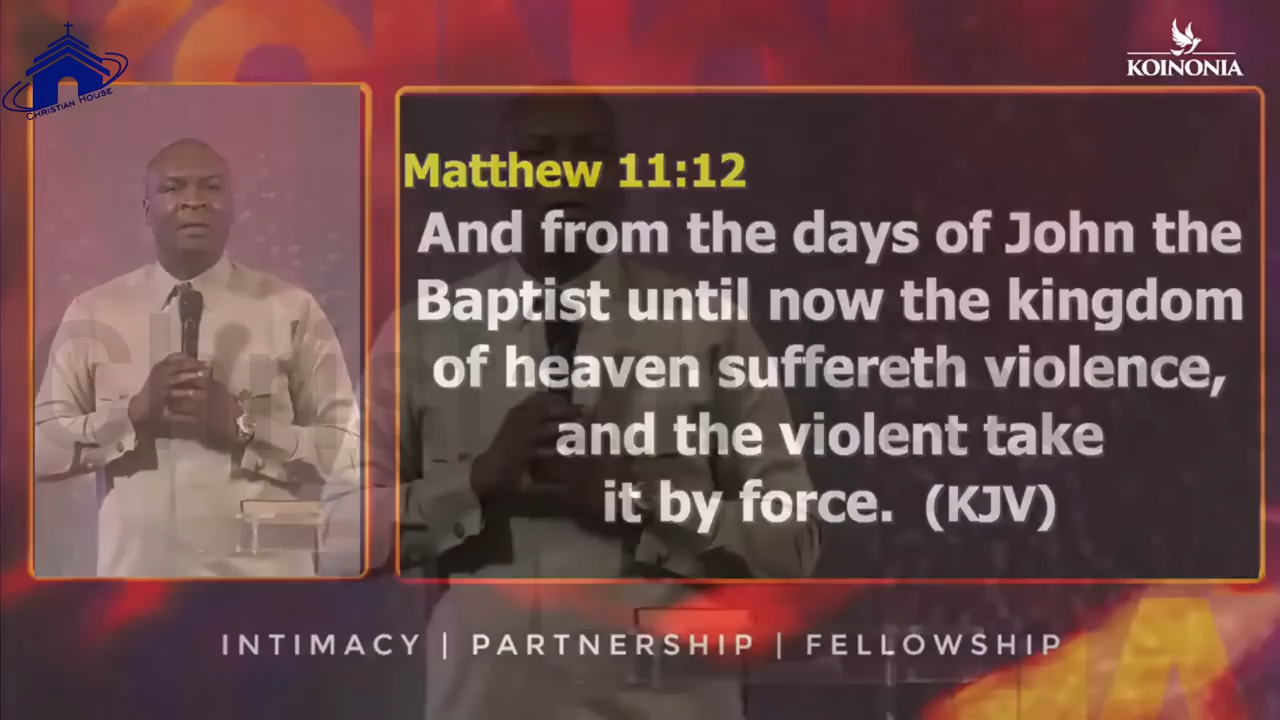 CHRISTIAN HOUSE
KOINONIA
Matthew 11:12
And from the days of John the
Baptist until now the kingdom
of heaven suffereth violence,
and the violent take
it by force. (KJV)
INTIMACY | PARTNERSHIP | FELLOWSHIP